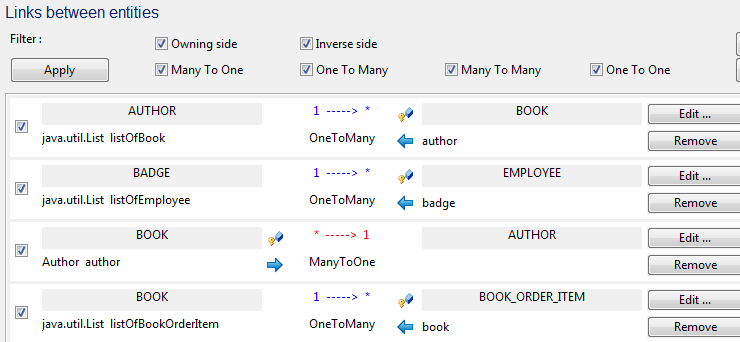 Links between entities
Filter :
Owning side Inverse side
Apply Many To One One To Many Many To Many One To One
AUTHOR 1 -----> * BOOK Edit ...
java.util.List listOfBook OneToMany author Remove
BADGE 1 -----> * EMPLOYEE Edit ...
java.util.List listOfEmployee OneToMany badge Remove
BOOK * -----> 1 AUTHOR Edit ...
Author author ManyToOne Remove
BOOK 1 -----> * BOOK_ORDER_ITEM Edit ...
java.util.List listOfBookOrderItem OneToMany book Remove